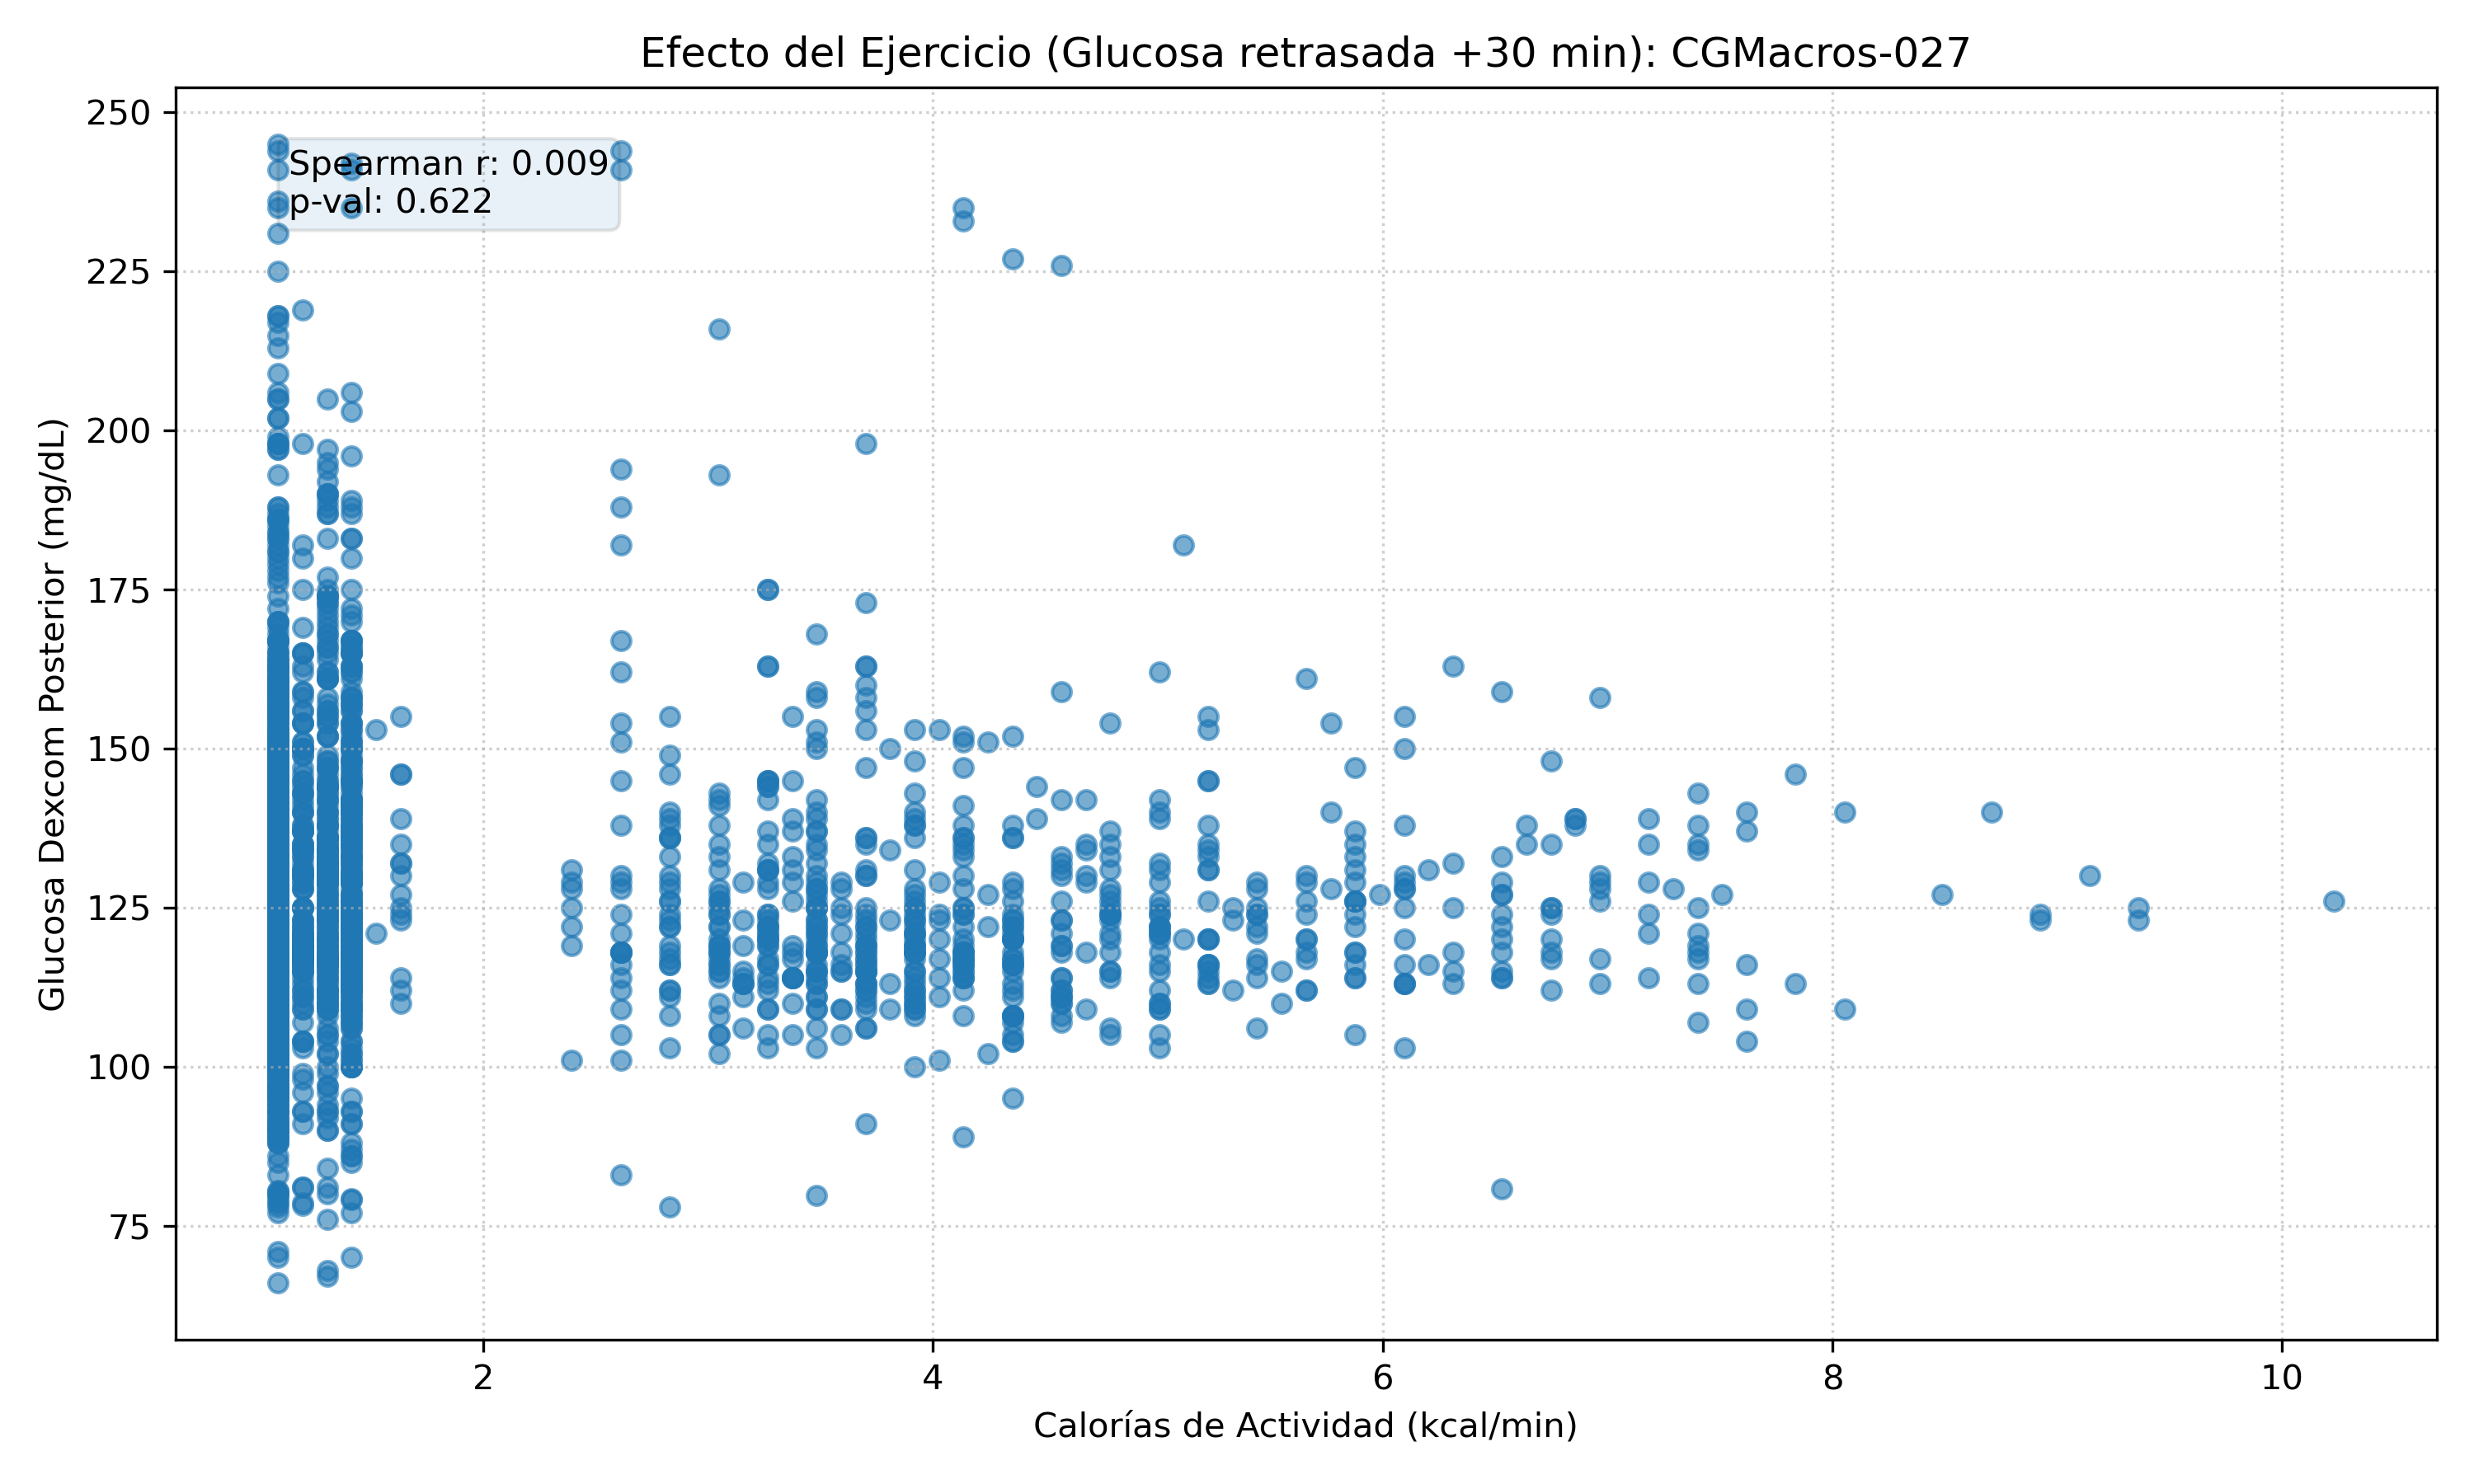 Efecto del Ejercicio (Glucosa retrasada +30 min): CGMacros-027
Spearman r: 0.009
p-val: 0.622
Glucosa Dexcom Posterior (mg/dL)
250
225
200
175
150
125
100
75
2
4
6
8
10
Calorías de Actividad (kcal/min)